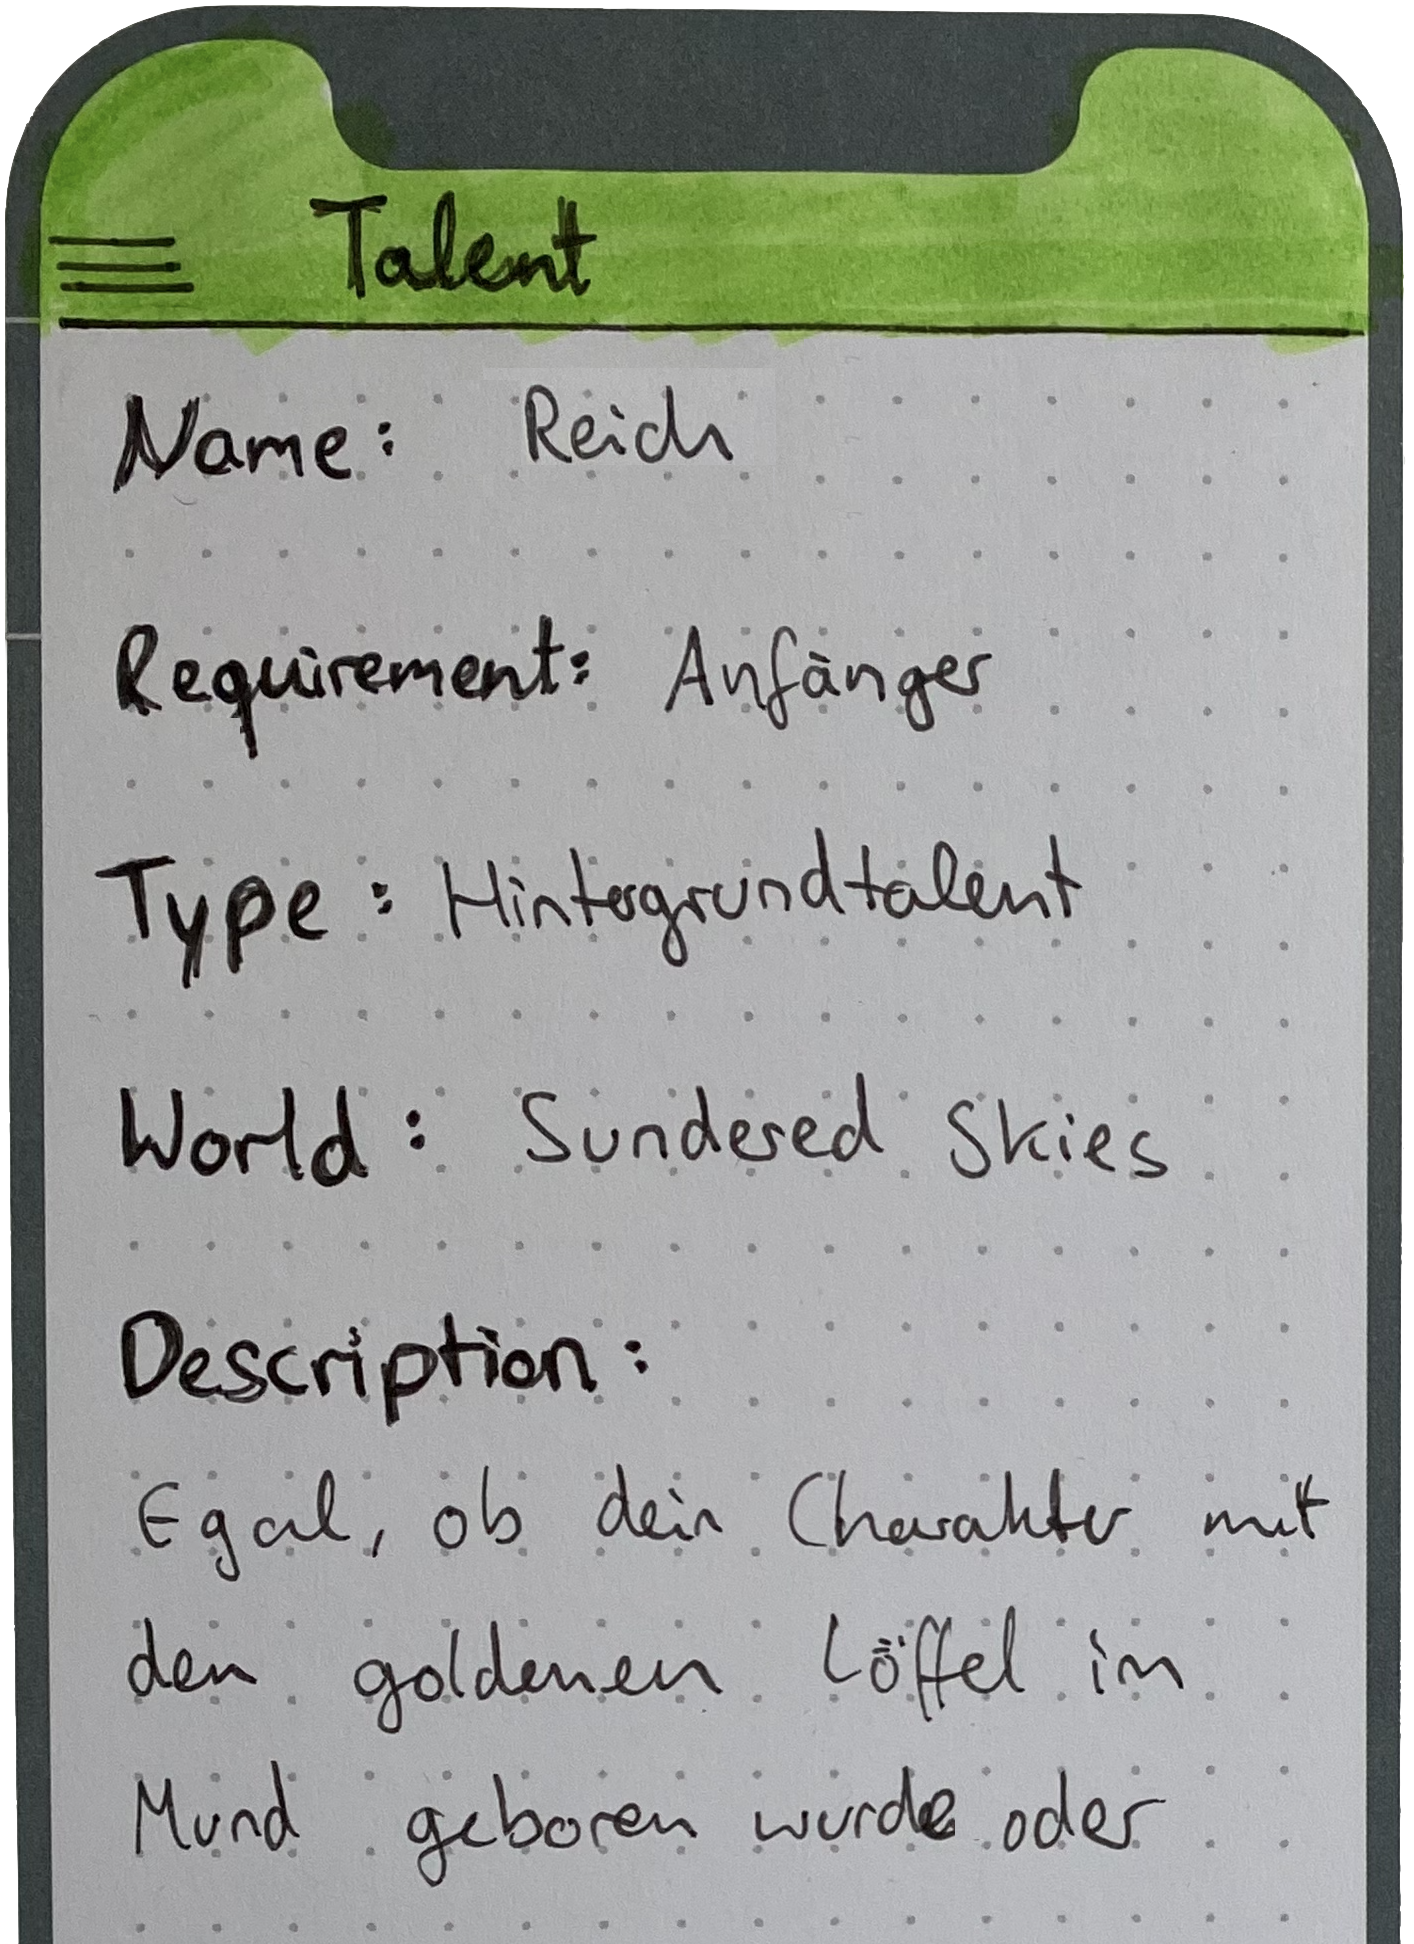 Talent
Name: Reich
Requirement: Anfänger
Type: Hintergrundtalent
World: Sundered Skies
Description:
Egal, ob dein Charakter mit
den goldenen Löffel im
Mund geboren wurde oder